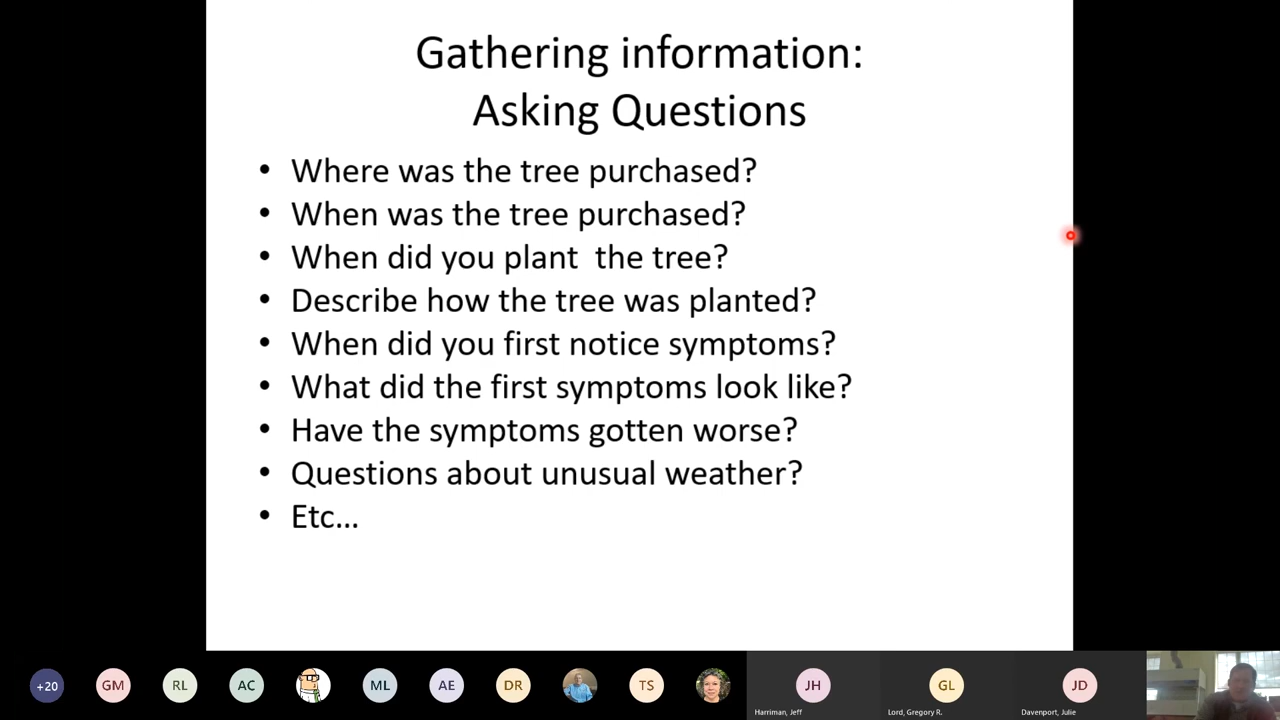 Gathering information:
Asking Questions
• Where was the tree purchased?
• When was the tree purchased?
• When did you plant  the tree?
• Describe how the tree was planted?
• When did you first notice symptoms?
• What did the first symptoms look like?
• Have the symptoms gotten worse?
• Questions about unusual weather?
• Etc...
+20 GM RL AC ML AE DR TS JH GL JD
Harriman, Jeff Lord, Gregory R. Davenport, Julie